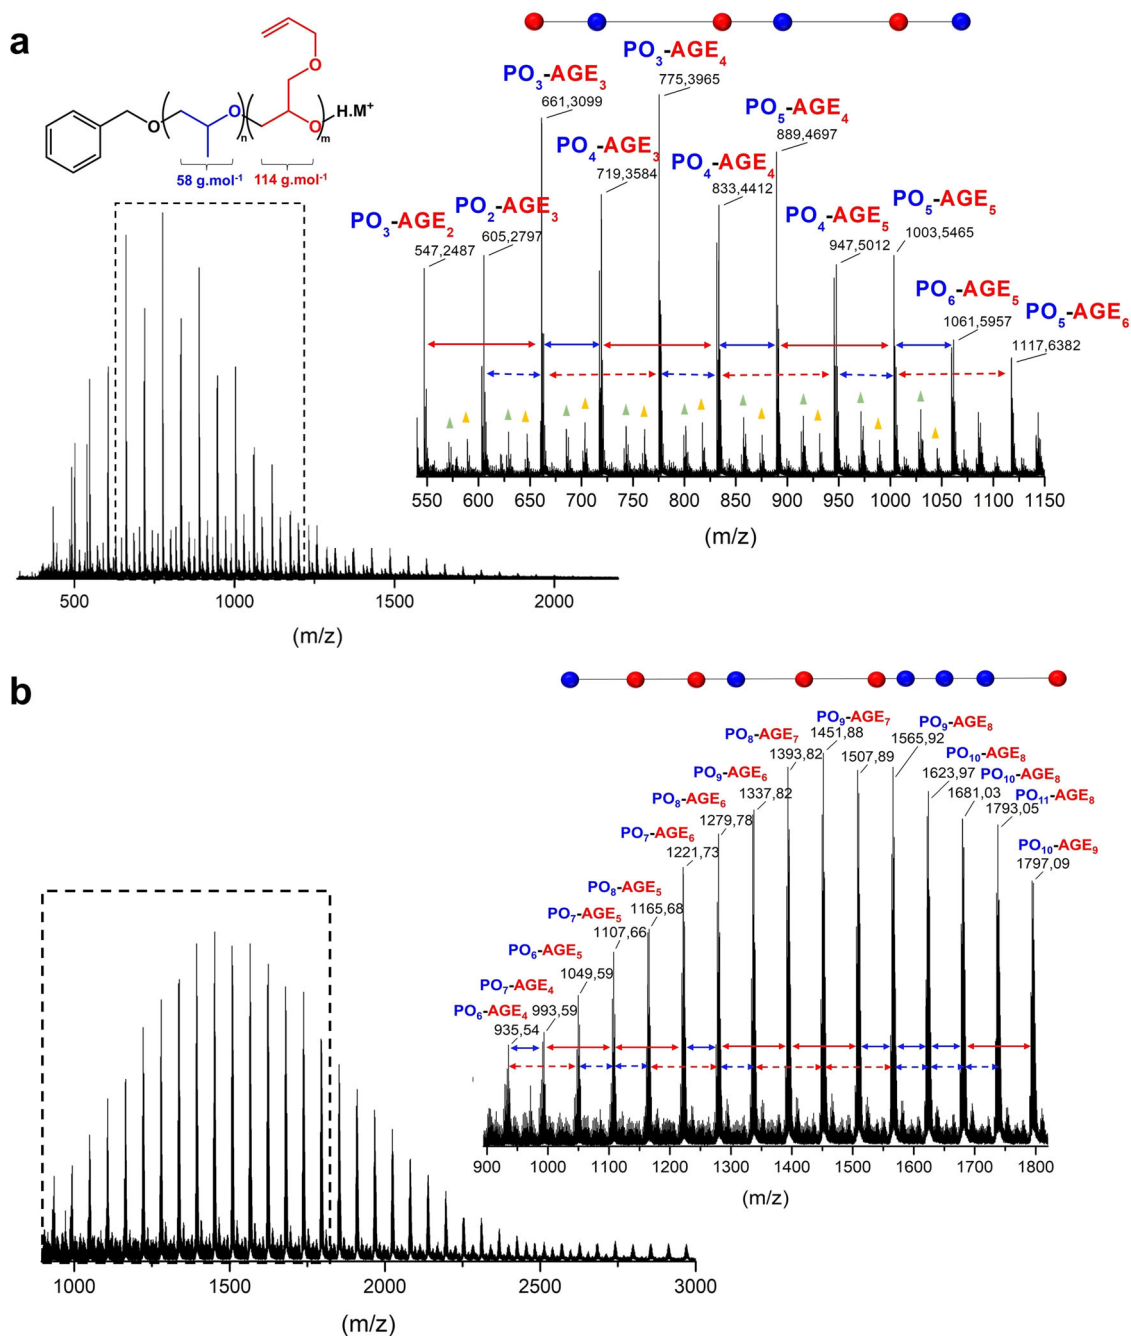 a
O
O
O
O
H.M⁺
n
m
58 g.mol⁻¹
114 g.mol⁻¹
500
1000
1500
2000
(m/z)
PO₃-AGE₂
547,2487
PO₂-AGE₃
605,2797
PO₃-AGE₃
661,3099
PO₄-AGE₃
719,3584
PO₃-AGE₄
775,3965
PO₄-AGE₄
833,4412
PO₅-AGE₄
889,4697
PO₄-AGE₅
947,5012
PO₅-AGE₅
1003,5465
PO₆-AGE₅
1061,5957
PO₅-AGE₆
1117,6382
550 600 650 700 750 800 850 900 950 1000 1050 1100 1150
(m/z)
b
1000
1500
2000
2500
3000
(m/z)
PO₆-AGE₄
935,54
PO₇-AGE₄
993,59
PO₆-AGE₅
1049,59
PO₇-AGE₅
1107,66
PO₈-AGE₅
1165,68
PO₇-AGE₆
1221,73
PO₈-AGE₆
1279,78
PO₉-AGE₆
1337,82
PO₈-AGE₇
1393,82
PO₉-AGE₇
1451,88
1507,89
PO₉-AGE₈
1565,92
PO₁₀-AGE₈
1623,97
PO₁₀-AGE₈
1681,03
PO₁₁-AGE₈
1793,05
PO₁₀-AGE₉
1797,09
900 1000 1100 1200 1300 1400 1500 1600 1700 1800
(m/z)